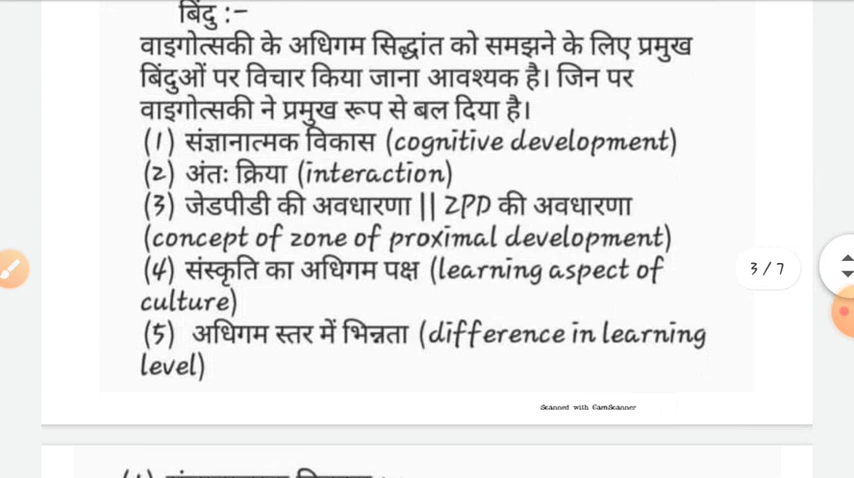 बिंदु :-
वाइगोत्सकी के अधिगम सिद्धांत को समझने के लिए प्रमुख
बिंदुओं पर विचार किया जाना आवश्यक है। जिन पर
वाइगोत्सकी ने प्रमुख रूप से बल दिया है।
(1) संज्ञानात्मक विकास (cognitive development)
(2) अंतः क्रिया (interaction)
(3) जेडपीडी की अवधारणा || ZPD की अवधारणा
(concept of zone of proximal development)
(4) संस्कृति का अधिगम पक्ष (learning aspect of
culture)
(5) अधिगम स्तर में भिन्नता (difference in learning
level)
3 / 7
Scanned with CamScanner